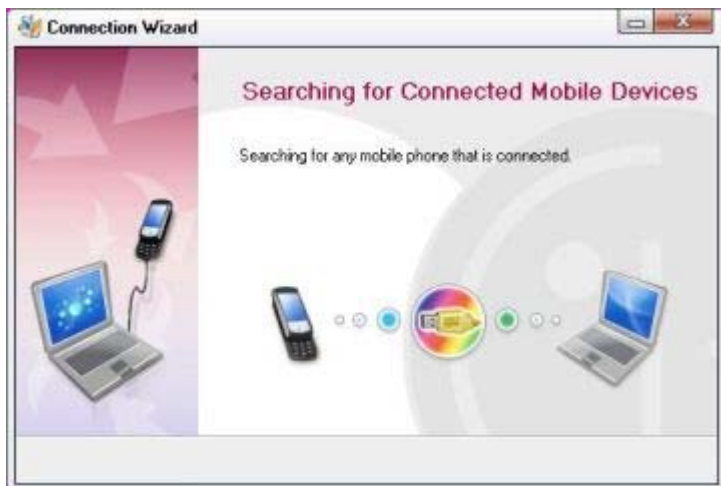 Connection Wizard
Searching for Connected Mobile Devices
Searching for any mobile phone that is connected.